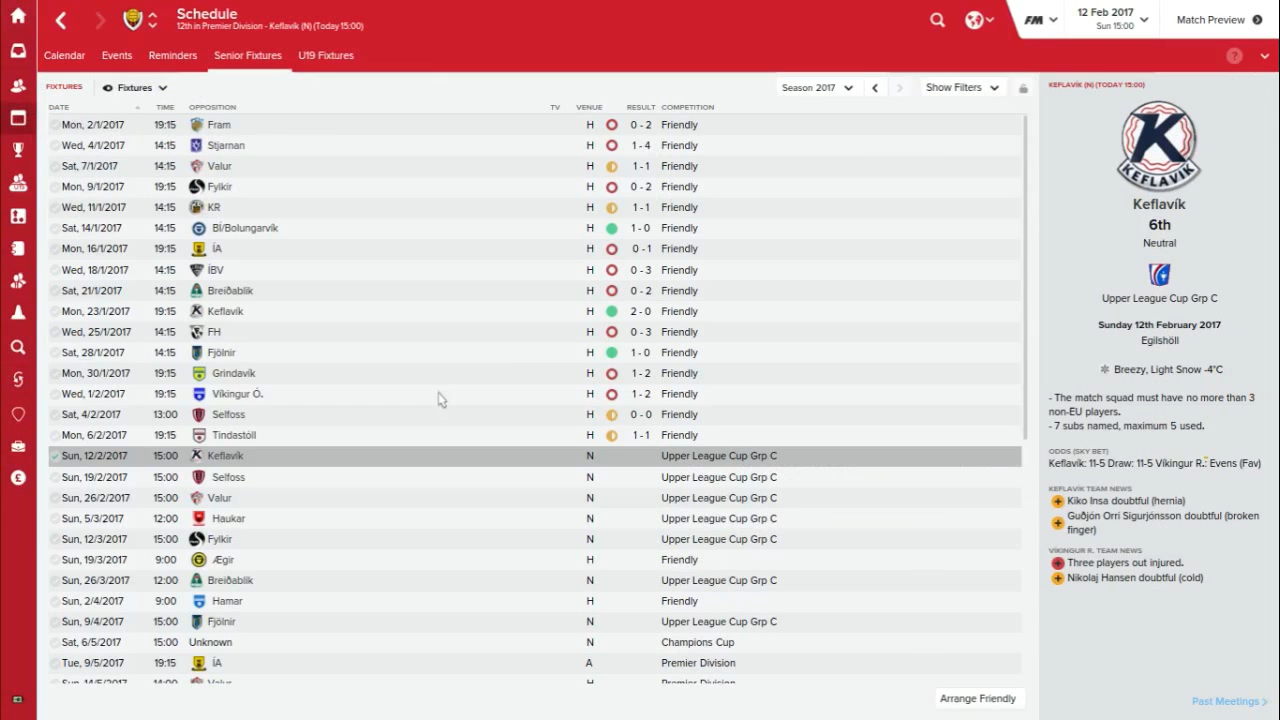 Schedule
12th in Premier Division - Keflavík (N) (Today 15:00)
FM
12 Feb 2017
Sun 15:00
Match Preview
Calendar Events Reminders Senior Fixtures U19 Fixtures
FIXTURES Fixtures Season 2017 Show Filters
DATE TIME OPPOSITION TV VENUE RESULT COMPETITION
Mon, 2/1/2017 19:15 Fram H 0 - 2 Friendly
Wed, 4/1/2017 14:15 Stjarnan H 1 - 4 Friendly
Sat, 7/1/2017 14:15 Valur H 1 - 1 Friendly
Mon, 9/1/2017 19:15 Fylkir H 0 - 2 Friendly
Wed, 11/1/2017 14:15 KR H 1 - 1 Friendly
Sat, 14/1/2017 14:15 BÍ/Bolungarvík H 1 - 0 Friendly
Mon, 16/1/2017 19:15 ÍA H 0 - 1 Friendly
Wed, 18/1/2017 14:15 ÍBV H 0 - 3 Friendly
Sat, 21/1/2017 14:15 Breiðablik H 0 - 2 Friendly
Mon, 23/1/2017 19:15 Keflavík H 2 - 0 Friendly
Wed, 25/1/2017 14:15 FH H 0 - 3 Friendly
Sat, 28/1/2017 14:15 Fjölnir H 1 - 0 Friendly
Mon, 30/1/2017 19:15 Grindavík H 1 - 2 Friendly
Wed, 1/2/2017 19:15 Víkingur Ó. H 1 - 2 Friendly
Sat, 4/2/2017 13:00 Selfoss H 0 - 0 Friendly
Mon, 6/2/2017 19:15 Tindastóll H 1 - 1 Friendly
Sun, 12/2/2017 15:00 Keflavík N Upper League Cup Grp C
Sun, 19/2/2017 15:00 Selfoss N Upper League Cup Grp C
Sun, 26/2/2017 15:00 Valur N Upper League Cup Grp C
Sun, 5/3/2017 12:00 Haukar N Upper League Cup Grp C
Sun, 12/3/2017 15:00 Fylkir N Upper League Cup Grp C
Sun, 19/3/2017 9:00 Ægir H Friendly
Sun, 26/3/2017 12:00 Breiðablik N Upper League Cup Grp C
Sun, 2/4/2017 9:00 Hamar H Friendly
Sun, 9/4/2017 15:00 Fjölnir N Upper League Cup Grp C
Sat, 6/5/2017 15:00 Unknown N Champions Cup
Tue, 9/5/2017 19:15 ÍA A Premier Division
Sun, 14/5/2017 14:00 Valur H Premier Division
Arrange Friendly
KEFLAVÍK (N) (TODAY 15:00)
K
KEFLAVIK
Keflavík
6th
Neutral
Upper League Cup Grp C
Sunday 12th February 2017
Egilshöll
Breezy, Light Snow -4°C
- The match squad must have no more than 3
non-EU players.
- 7 subs named, maximum 5 used.
ODDS (SKY BET)
Keflavík: 11-5 Draw: 11-5 Víkingur R.: Evens (Fav)
KEFLAVÍK TEAM NEWS
Kiko Insa doubtful (hernia)
Guðjón Orri Sigurjónsson doubtful (broken
finger)
VÍKINGUR R. TEAM NEWS
Three players out injured.
Nikolaj Hansen doubtful (cold)
Past Meetings >